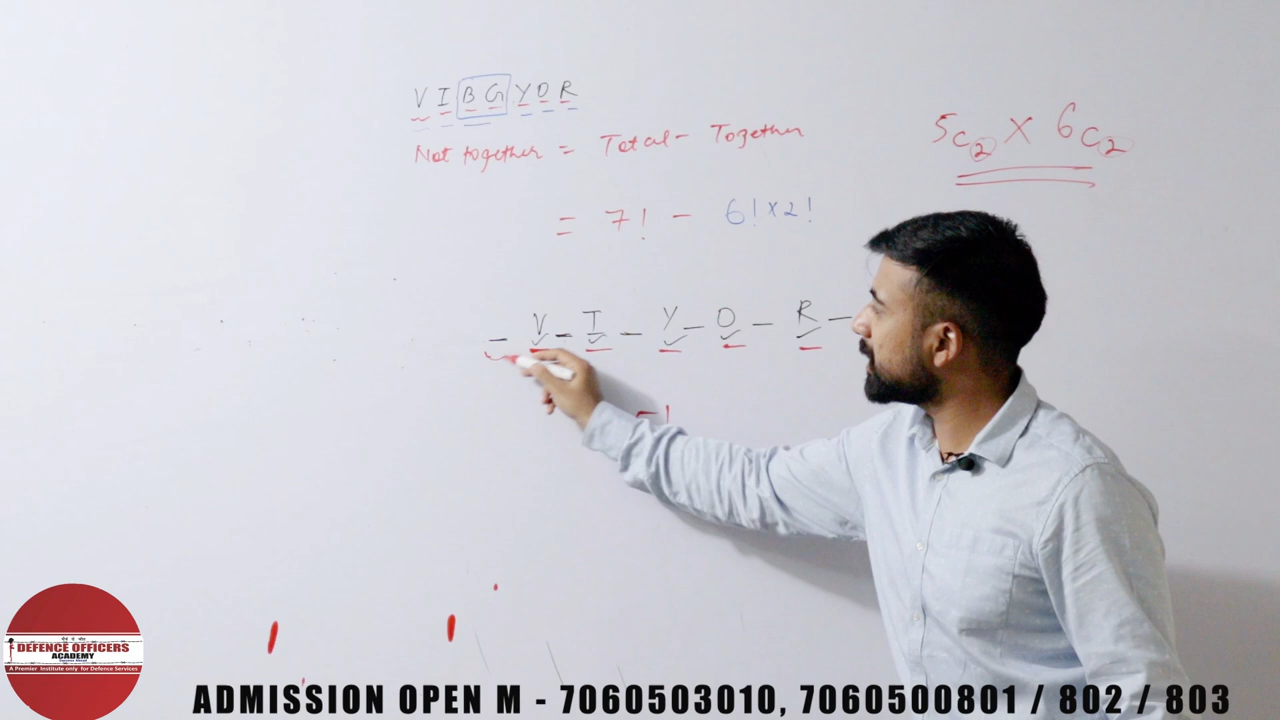 V I B G Y O R
Not together = Total - Together
5C2 X 6C2
= 7! - 6! x 2!
_ V _ I _ Y _ O _ R _
5!
DEFENCE OFFICERS
ACADEMY
A Premier Institute only for Defence Services
ADMISSION OPEN M - 7060503010, 7060500801 / 802 / 803